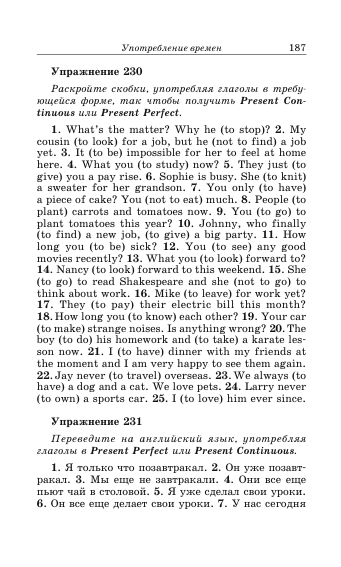 Употребление времен 187
Упражнение 230
Раскройте скобки, употребляя глаголы в требу-
ющейся форме, так чтобы получить Present Con-
tinuous или Present Perfect.
1. What's the matter? Why he (to stop)? 2. My
cousin (to look) for a job, but he (not to find) a job
yet. 3. It (to be) impossible for her to feel at home
here. 4. What you (to study) now? 5. They just (to
give) you a pay rise. 6. Sophie is busy. She (to knit)
a sweater for her grandson. 7. You only (to have)
a piece of cake? You (not to eat) much. 8. People (to
plant) carrots and tomatoes now. 9. You (to go) to
plant tomatoes this year? 10. Johnny, who finally
(to find) a new job, (to give) a big party. 11. How
long you (to be) sick? 12. You (to see) any good
movies recently? 13. What you (to look) forward to?
14. Nancy (to look) forward to this weekend. 15. She
(to go) to read Shakespeare and she (not to go) to
think about work. 16. Mike (to leave) for work yet?
17. They (to pay) their electric bill this month?
18. How long you (to know) each other? 19. Your car
(to make) strange noises. Is anything wrong? 20. The
boy (to do) his homework and (to take) a karate les-
son now. 21. I (to have) dinner with my friends at
the moment and I am very happy to see them again.
22. Jay never (to travel) overseas. 23. We always (to
have) a dog and a cat. We love pets. 24. Larry never
(to own) a sports car. 25. I (to love) him ever since.
Упражнение 231
Переведите на английский язык, употребляя
глаголы в Present Perfect или Present Continuous.
1. Я только что позавтракал. 2. Он уже позавт-
ракал. 3. Мы еще не завтракали. 4. Они все еще
пьют чай в столовой. 5. Я уже сделал свои уроки.
6. Он все еще делает свои уроки. 7. У нас сегодня